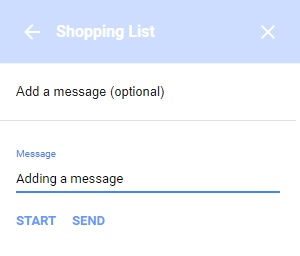 Shopping List
Add a message (optional)
Message
Adding a message
START SEND